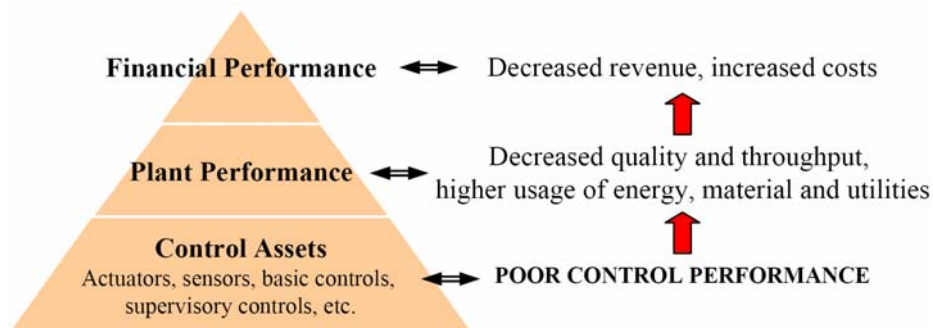 Financial Performance
Decreased revenue, increased costs
Plant Performance
Decreased quality and throughput,
higher usage of energy, material and utilities
Control Assets
Actuators, sensors, basic controls,
supervisory controls, etc.
POOR CONTROL PERFORMANCE